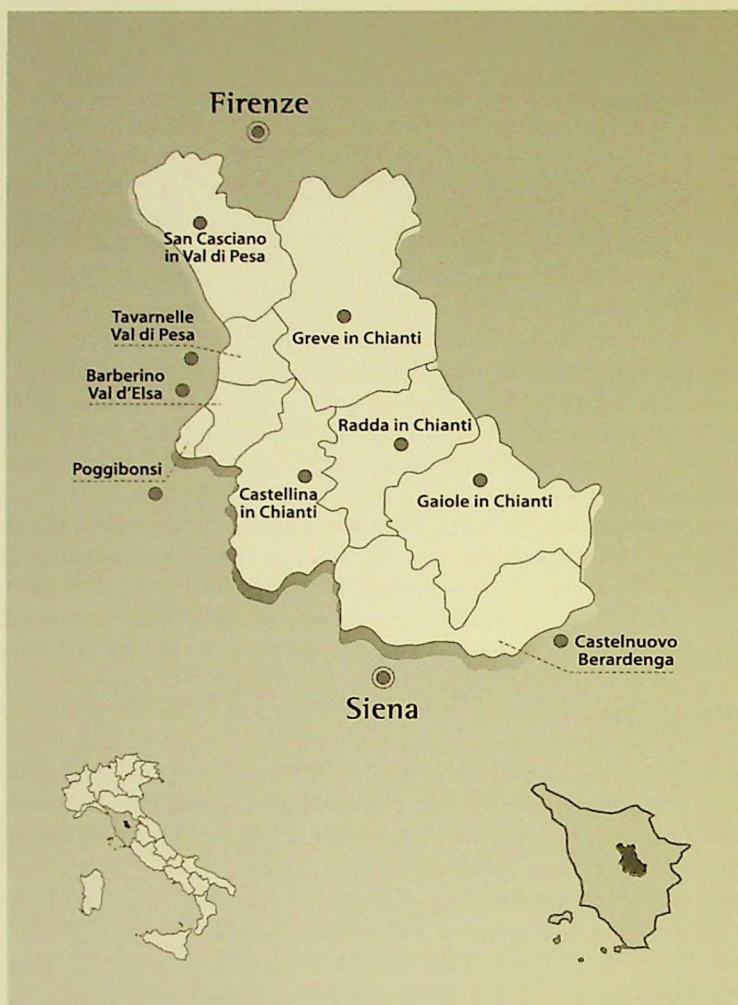 Firenze
San Casciano
in Val di Pesa
Tavarnelle
Val di Pesa
Greve in Chianti
Barberino
Val d'Elsa
Radda in Chianti
Poggibonsi
Castellina
in Chianti
Gaiole in Chianti
Castelnuovo
Berardenga
Siena